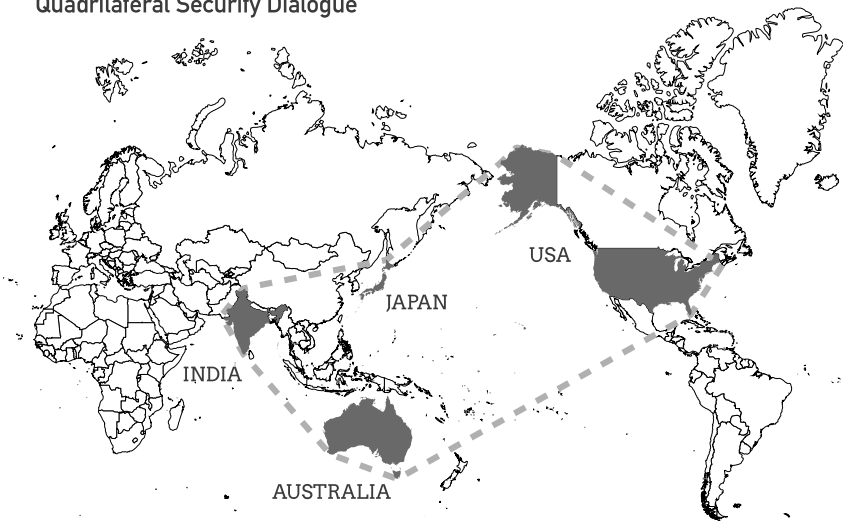 Quadrilateral Security Dialogue
USA
JAPAN
INDIA
AUSTRALIA